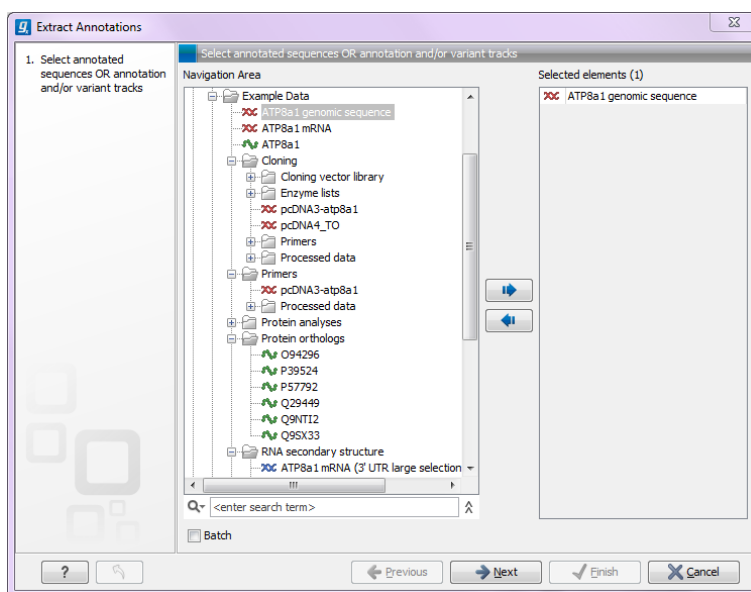 Extract Annotations
1. Select annotated
sequences OR annotation
and/or variant tracks
Select annotated sequences OR annotation and/or variant tracks
Navigation Area
Example Data
ATP8a1 genomic sequence
ATP8a1 mRNA
ATP8a1
Cloning
Cloning vector library
Enzyme lists
pcDNA3-atp8a1
pcDNA4_TO
Primers
Processed data
Primers
pcDNA3-atp8a1
Processed data
Protein analyses
Protein orthologs
O94296
P39524
P57792
Q29449
Q9NTI2
Q9SX33
RNA secondary structure
ATP8a1 mRNA (3' UTR large selection
<enter search term>
Batch
Selected elements (1)
ATP8a1 genomic sequence
?
Previous
Next
Finish
Cancel